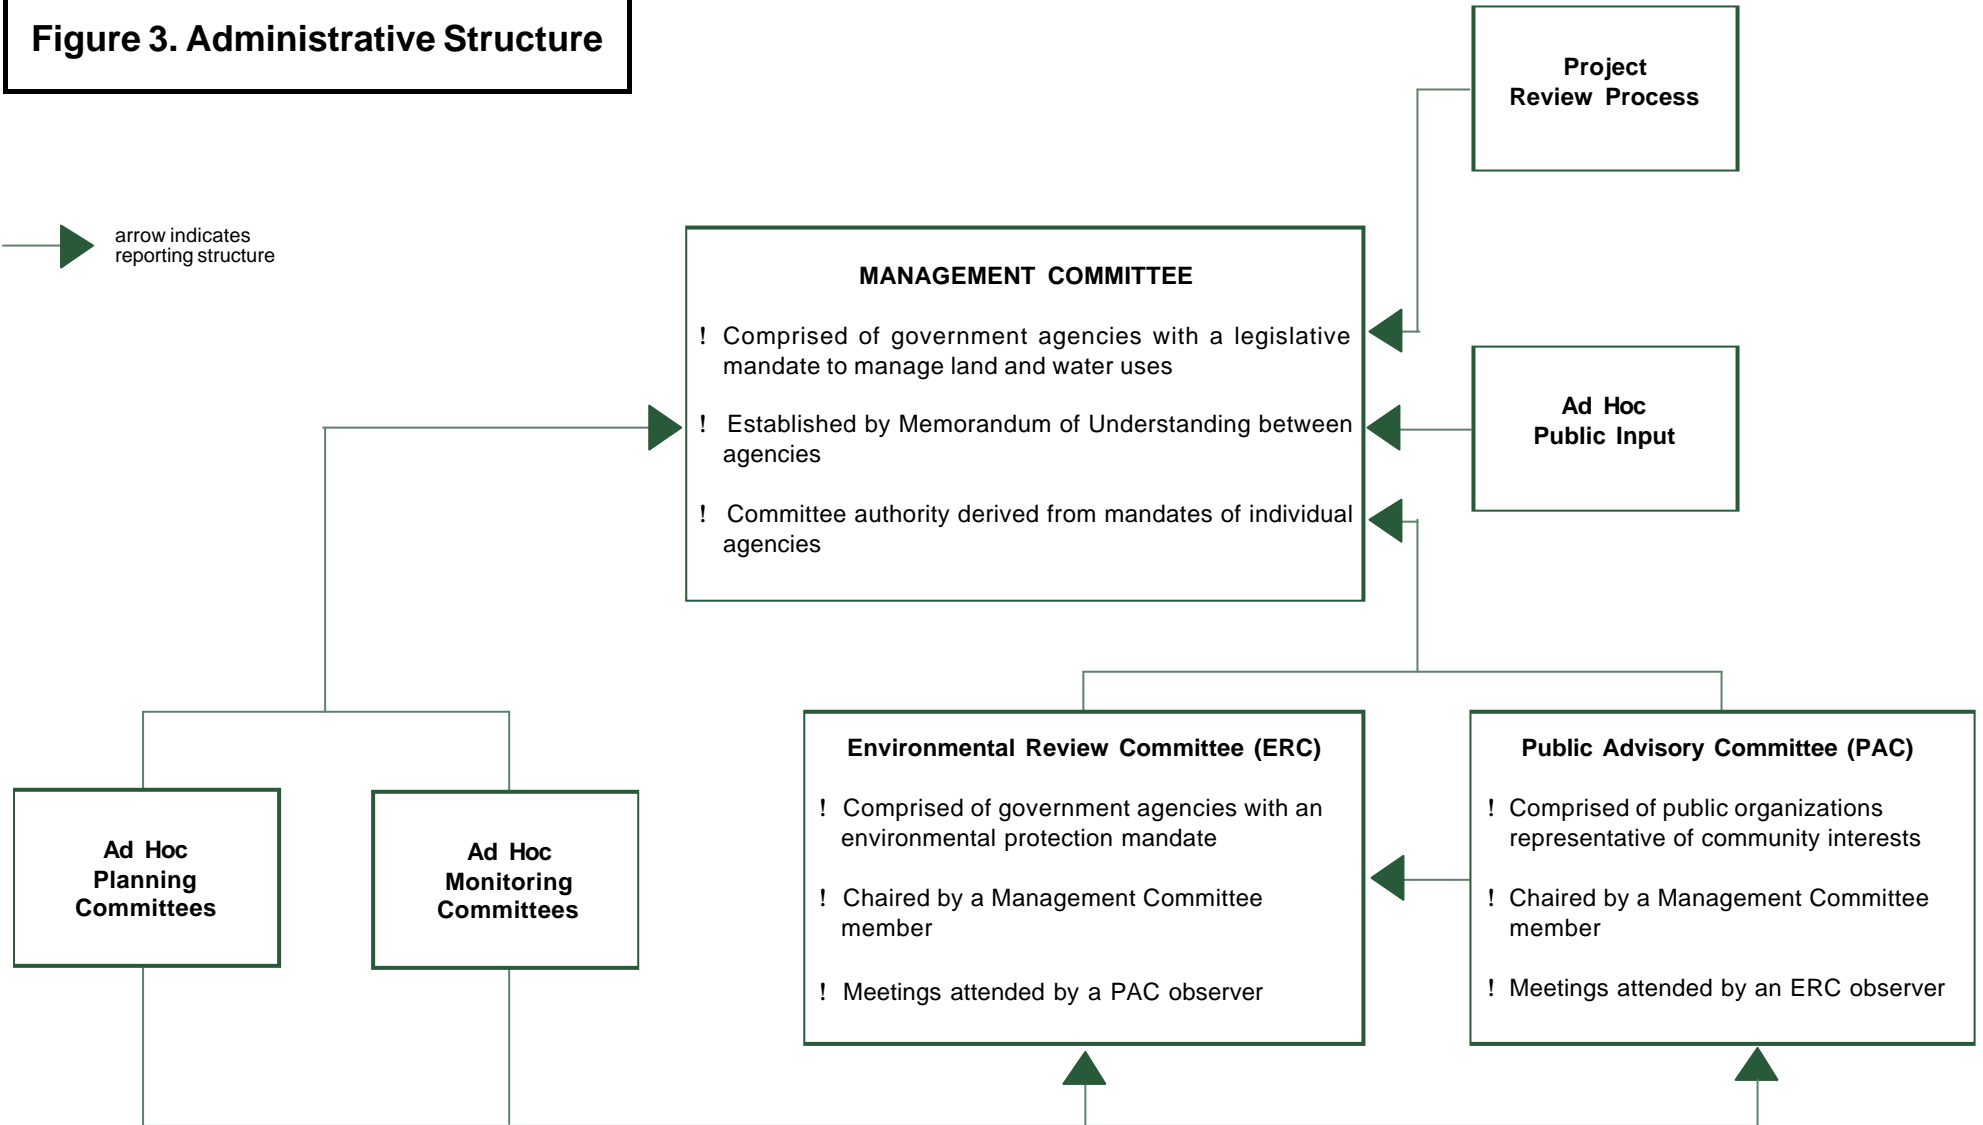 Figure 3. Administrative Structure
Project
Review Process
arrow indicates
reporting structure
MANAGEMENT COMMITTEE
! Comprised of government agencies with a legislative
mandate to manage land and water uses
! Established by Memorandum of Understanding between
agencies
! Committee authority derived from mandates of individual
agencies
Ad Hoc
Public Input
Ad Hoc
Planning
Committees
Ad Hoc
Monitoring
Committees
Environmental Review Committee (ERC)
! Comprised of government agencies with an
environmental protection mandate
! Chaired by a Management Committee
member
! Meetings attended by a PAC observer
Public Advisory Committee (PAC)
! Comprised of public organizations
representative of community interests
! Chaired by a Management Committee
member
! Meetings attended by an ERC observer